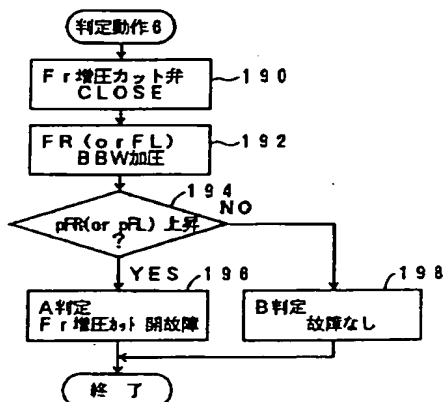 判定動作6
Fr増圧カット弁
CLOSE
190
FR(orFL)
BBW加圧
192
194
pFR(or pFL) 上昇
?
NO
YES
196
A判定
Fr増圧カット 開故障
198
B判定
故障なし
終了